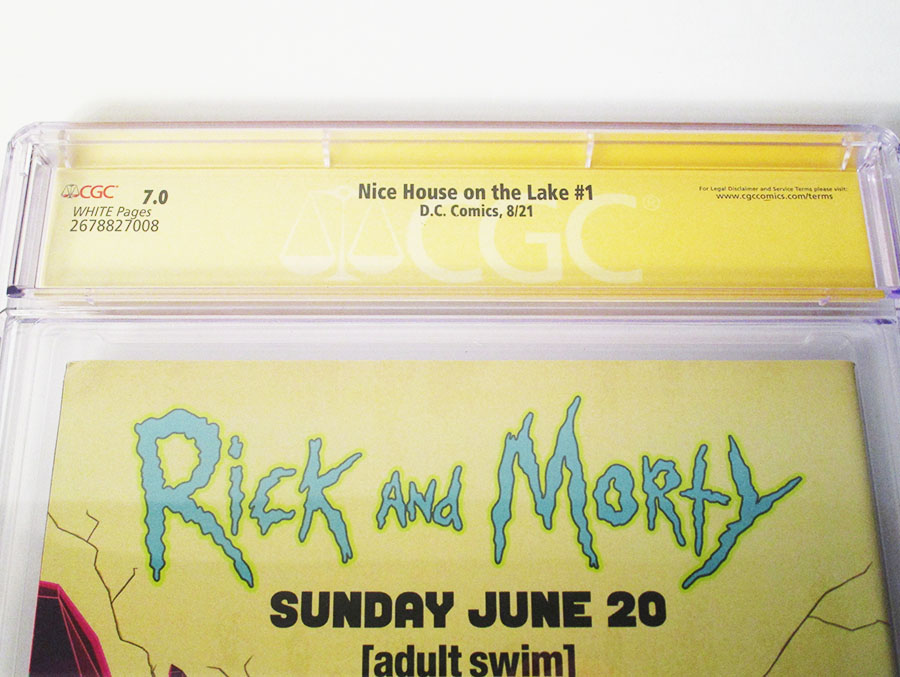 CGC 7.0
WHITE Pages
2678827008
Nice House on the Lake #1
D.C. Comics, 8/21
For Legal Disclaimer and Service Terms please visit:
www.cgccomics.com/terms
CGC®
RICK AND MORTY
SUNDAY JUNE 20
[adult swim]